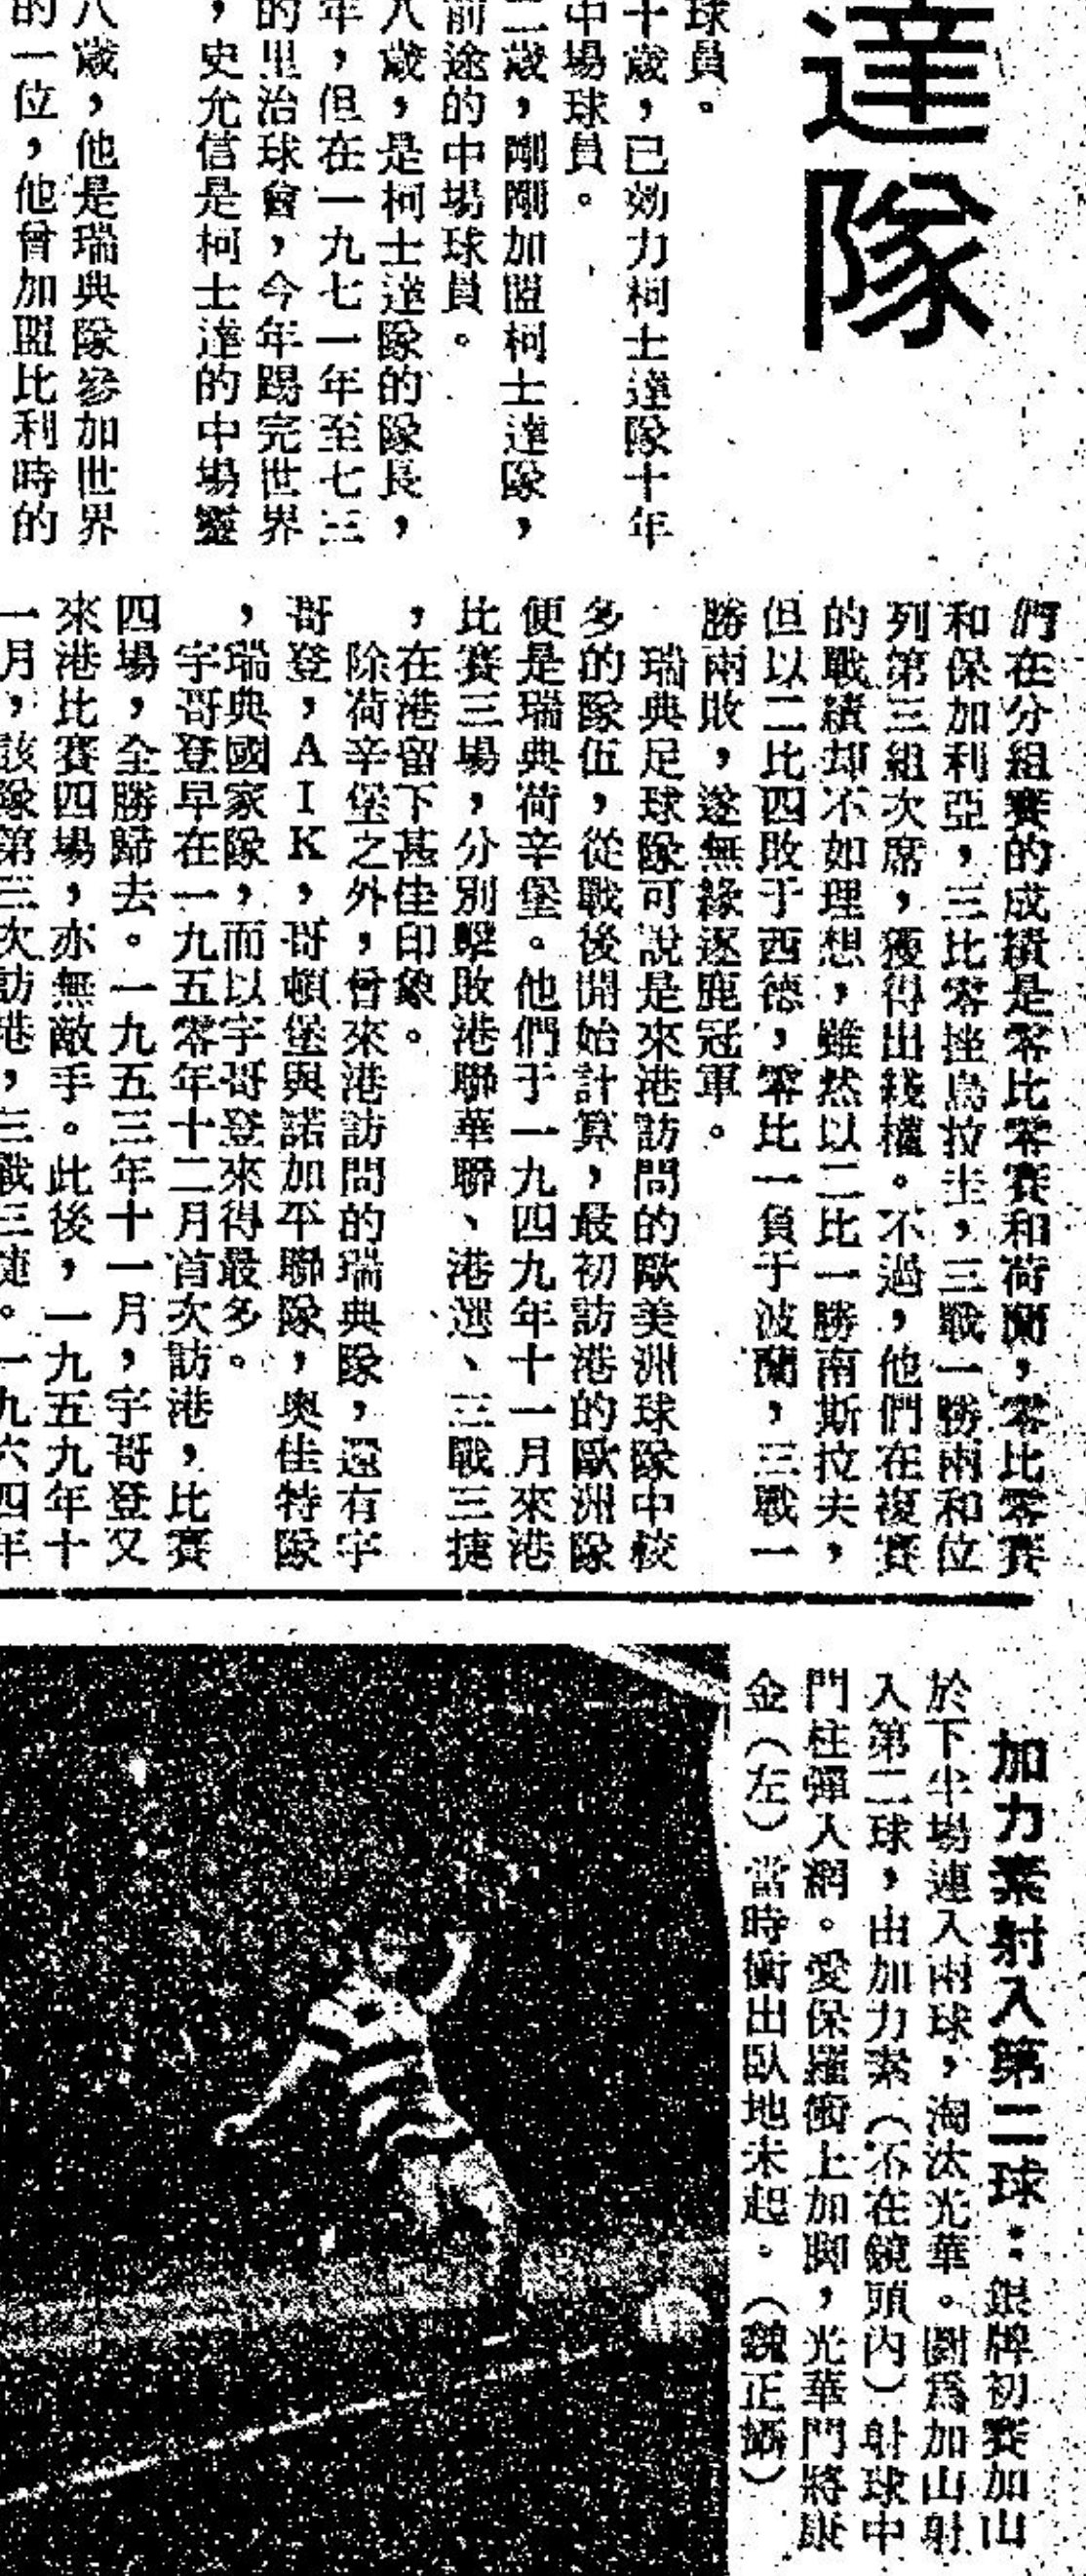 達隊
球員。
十歲，已効力柯士達隊十年
中場球員。
二歲，剛剛加盟柯士達隊，
前途的中場球員。
八歲，是柯士達隊的隊長，
年，但在一九七一年至七三
的里治球會，今年踢完世界
，史允信是柯士達的中場靈
八歲，他是瑞典隊參加世界
的一位，他曾加盟比利時的
們在分組賽的成績是零比零賽和荷蘭，零比零賽
和保加利亞，三比零挫烏拉圭，三戰一勝兩和位
列第三組次席，獲得出綫權。不過，他們在複賽
的戰績却不如理想，雖然以二比一勝南斯拉夫，
但以二比四敗于西德，零比一負于波蘭，三戰一
勝兩敗，遂無緣逐鹿冠軍。
瑞典足球隊可說是來港訪問的歐美洲球隊中較
多的隊伍，從戰後開始計算，最初訪港的歐洲隊
便是瑞典荷辛堡。他們于一九四九年十一月來港
比賽三場，分別擊敗港聯華聯、港選、三戰三捷
，在港留下甚佳印象。
除荷辛堡之外，曾來港訪問的瑞典隊，還有宇
哥登，AIK，哥頓堡與諾加平聯隊，奧佳特隊
，瑞典國家隊，而以宇哥登來得最多。
宇哥登早在一九五零年十二月首次訪港，比賽
四場，全勝歸去。一九五三年十一月，宇哥登又
來港比賽四場，亦無敵手。此後，一九五九年十
一月，該隊第三次訪港，三戰三捷。一九六四年
加力素射入第二球：銀牌初賽加山
於下半場連入兩球，淘汰光華。圖爲加山射
入第二球，由加力素（不在鏡頭內）射球中
門柱彈入網。愛保羅衝上加脚，光華門將康
金（左）當時衝出臥地未起。（魏正攝）